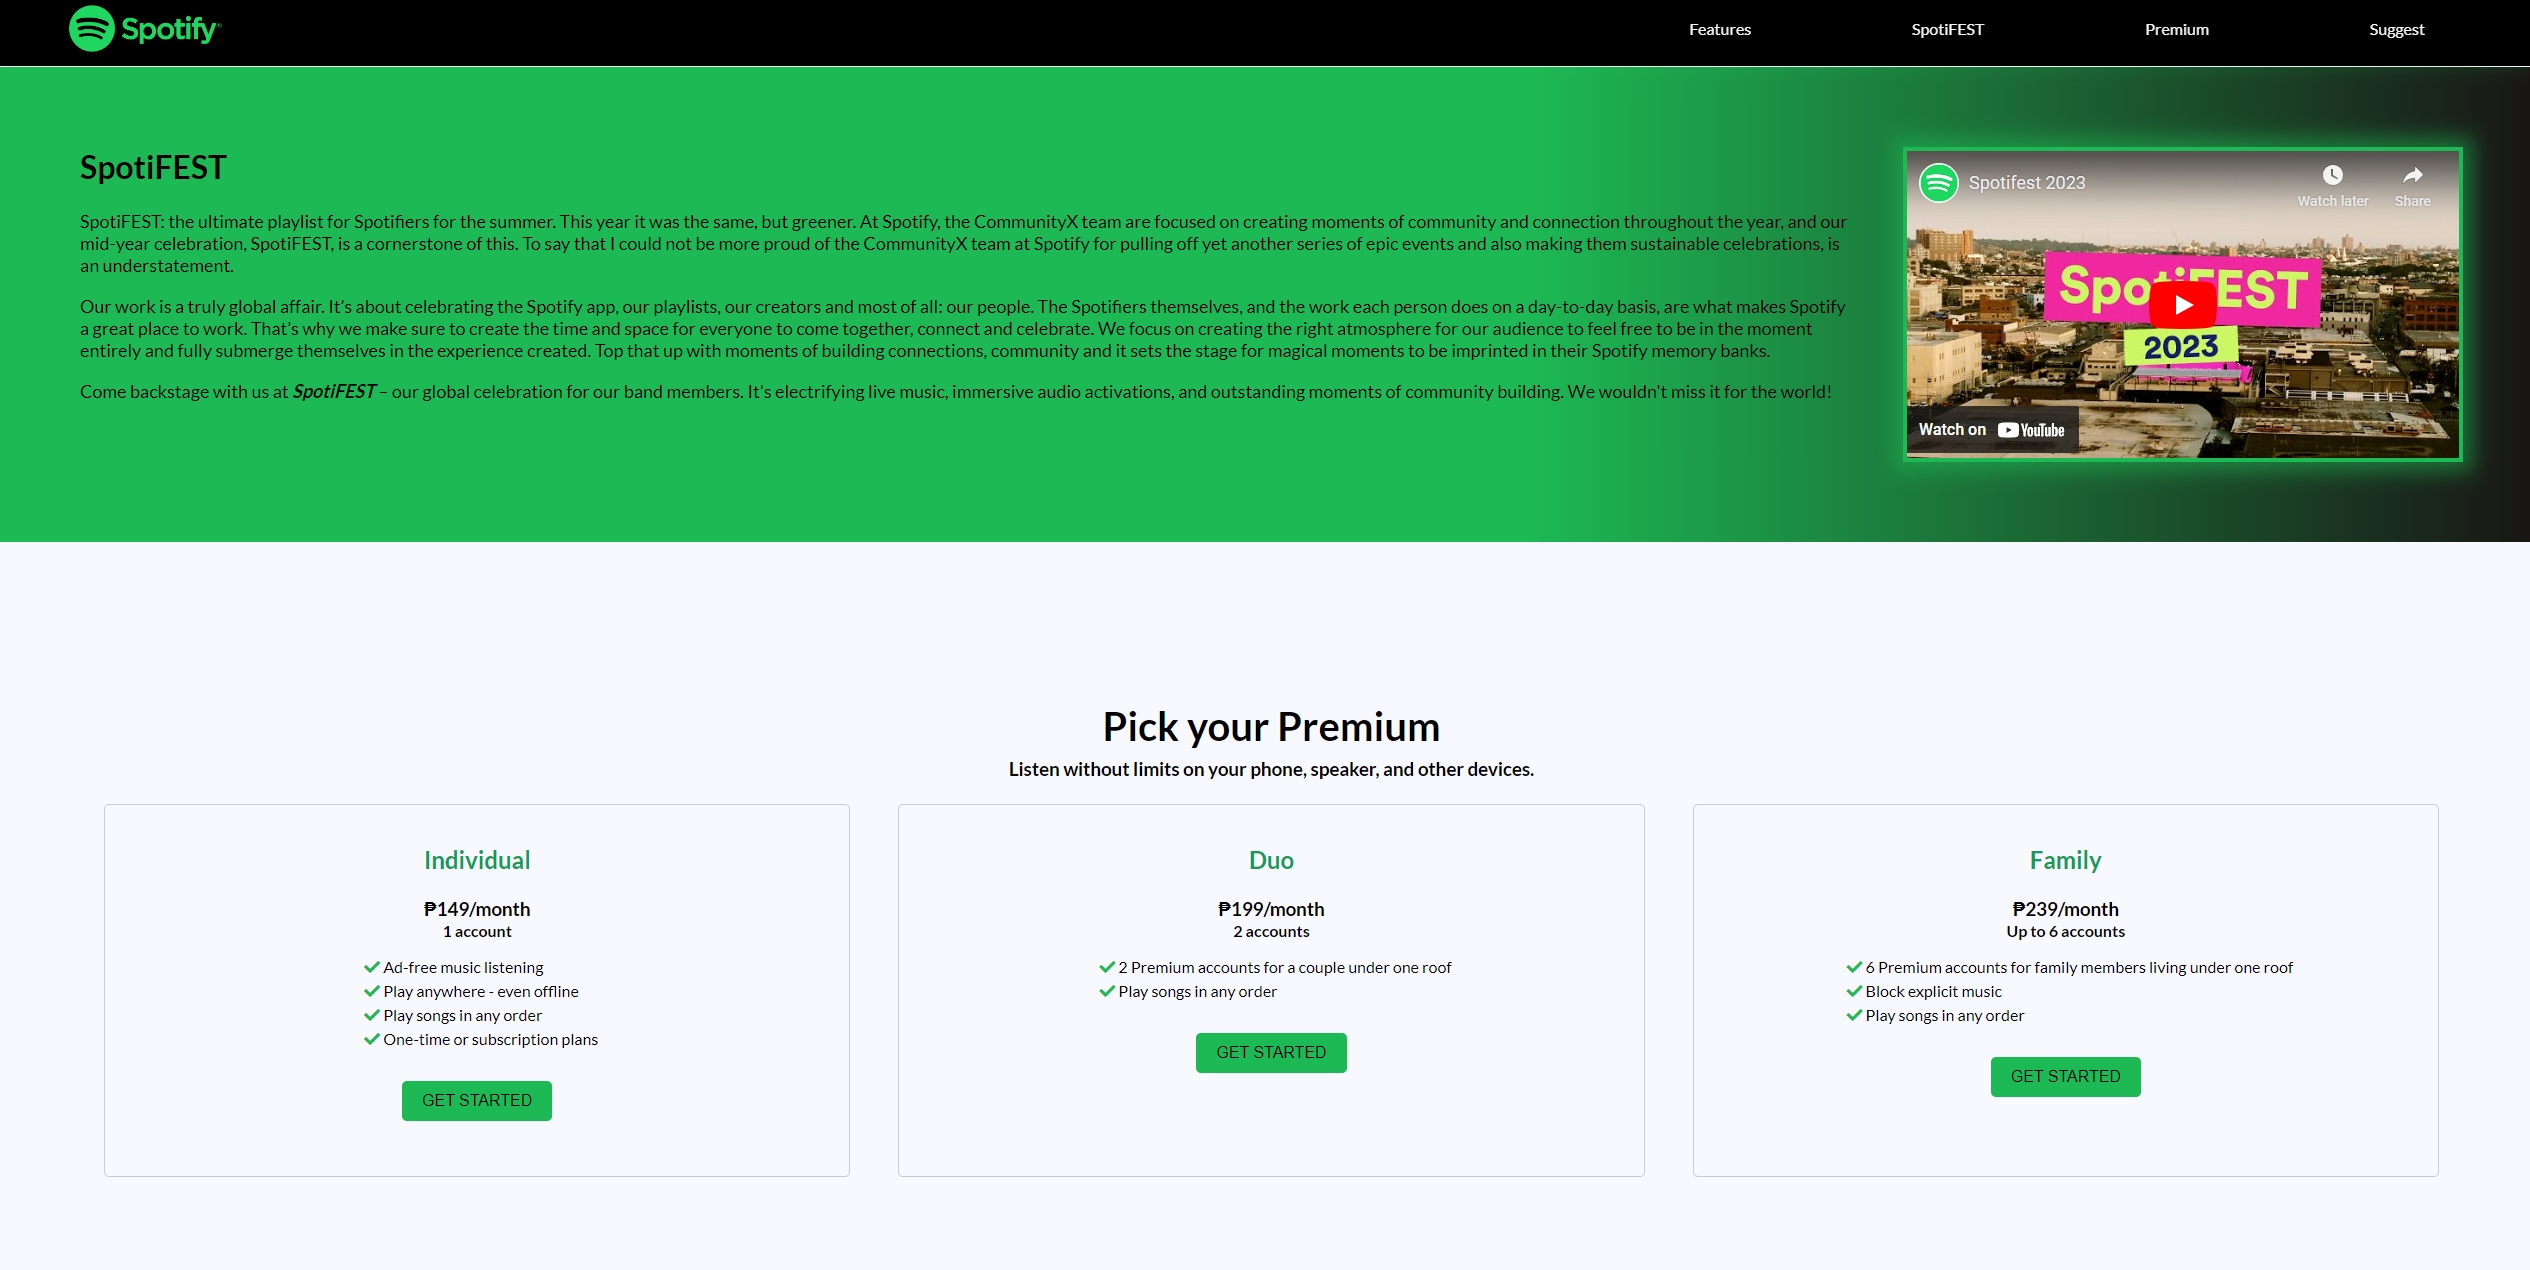 Spotify
Features
SpotiFEST
Premium
Suggest
SpotiFEST
SpotiFEST: the ultimate playlist for Spotifiers for the summer. This year it was the same, but greener. At Spotify, the CommunityX team are focused on creating moments of community and connection throughout the year, and our
mid-year celebration, SpotiFEST, is a cornerstone of this. To say that I could not be more proud of the CommunityX team at Spotify for pulling off yet another series of epic events and also making them sustainable celebrations, is
an understatement.
Our work is a truly global affair. It’s about celebrating the Spotify app, our playlists, our creators and most of all: our people. The Spotifiers themselves, and the work each person does on a day-to-day basis, are what makes Spotify
a great place to work. That’s why we make sure to create the time and space for everyone to come together, connect and celebrate. We focus on creating the right atmosphere for our audience to feel free to be in the moment
entirely and fully submerge themselves in the experience created. Top that up with moments of building connections, community and it sets the stage for magical moments to be imprinted in their Spotify memory banks.
Come backstage with us at SpotiFEST – our global celebration for our band members. It's electrifying live music, immersive audio activations, and outstanding moments of community building. We wouldn't miss it for the world!
Spotifest 2023
Watch later
Share
SpotiFEST
2023
Watch on YouTube
Pick your Premium
Listen without limits on your phone, speaker, and other devices.
Individual
₱149/month
1 account
Ad-free music listening
Play anywhere - even offline
Play songs in any order
One-time or subscription plans
GET STARTED
Duo
₱199/month
2 accounts
2 Premium accounts for a couple under one roof
Play songs in any order
GET STARTED
Family
₱239/month
Up to 6 accounts
6 Premium accounts for family members living under one roof
Block explicit music
Play songs in any order
GET STARTED